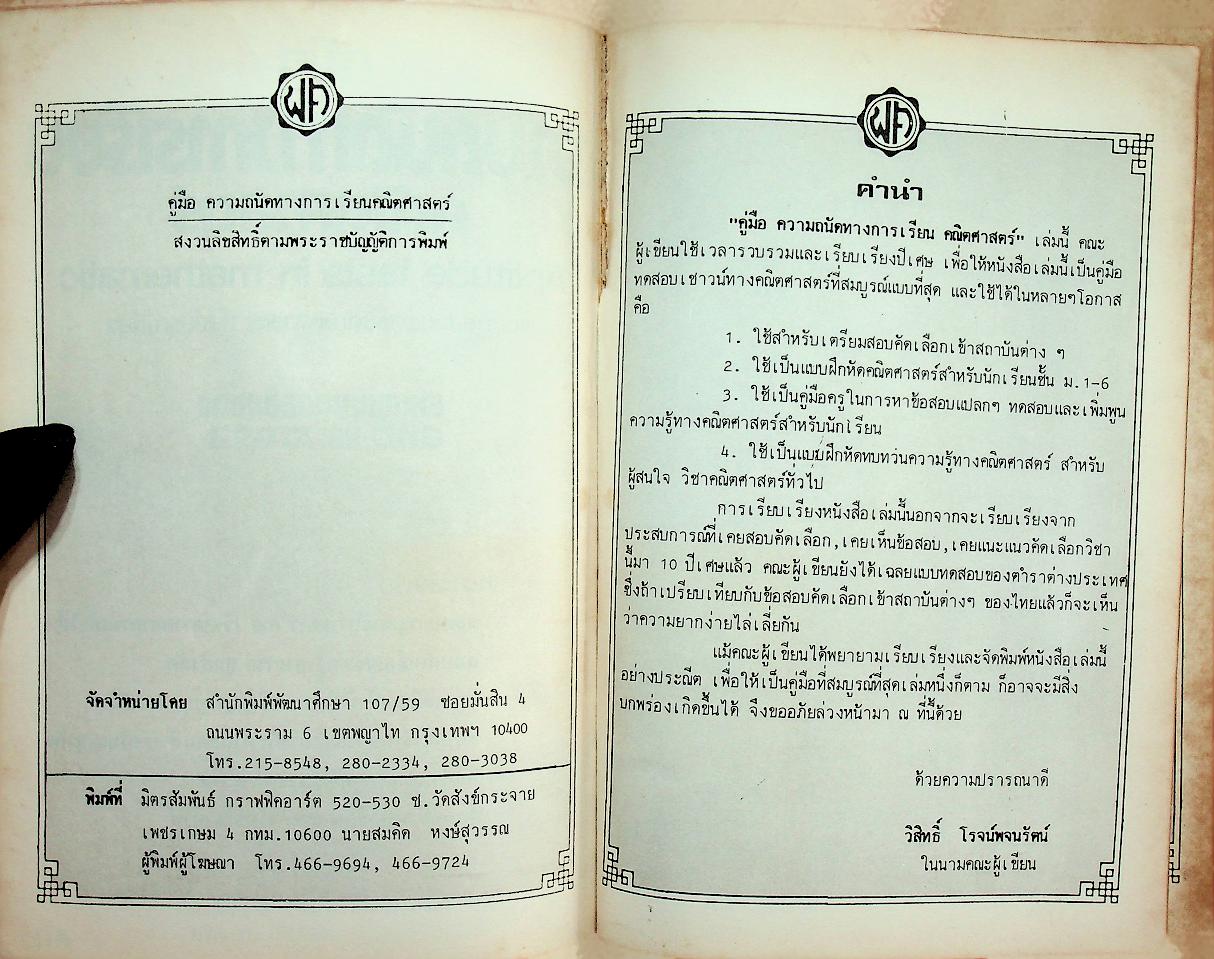 พศ
คู่มือ ความถนัดทางการเรียนคณิตศาสตร์
สงวนลิขสิทธิ์ตามพระราชบัญญัติการพิมพ์
จัดจำหน่ายโดย สำนักพิมพ์พัฒนาศึกษา 107/59 ซอยมั่นสิน 4
ถนนพระราม 6 เขตพญาไท กรุงเทพฯ 10400
โทร.215-8548, 280-2334, 280-3038
พิมพ์ที่ มิตรสัมพันธ์ กราฟฟิคอาร์ต 520-530 ซ.วัดสังข์กระจาย
เพชรเกษม 4 กทม.10600 นายสมคิด หงษ์สุวรรณ
ผู้พิมพ์ผู้โฆษณา โทร.466-9694, 466-9724
พศ
คำนำ
"คู่มือ ความถนัดทางการเรียน คณิตศาสตร์" เล่มนี้ คณะ
ผู้เขียนใช้เวลารวบรวมและเรียบเรียงปีเศษ เพื่อให้หนังสือเล่มนี้เป็นคู่มือ
ทดสอบเชาวน์ทางคณิตศาสตร์ที่สมบูรณ์แบบที่สุด และใช้ได้ในหลายๆโอกาส
คือ
1. ใช้สำหรับเตรียมสอบคัดเลือกเข้าสถาบันต่าง ๆ
2. ใช้เป็นแบบฝึกหัดคณิตศาสตร์สำหรับนักเรียนชั้น ม.1-6
3. ใช้เป็นคู่มือครูในการหาข้อสอบแปลกๆ ทดสอบและเพิ่มพูน
ความรู้ทางคณิตศาสตร์สำหรับนักเรียน
4. ใช้เป็นแบบฝึกหัดทบทวนความรู้ทางคณิตศาสตร์ สำหรับ
ผู้สนใจ วิชาคณิตศาสตร์ทั่วไป
การเรียบเรียงหนังสือเล่มนี้นอกจากจะเรียบเรียงจาก
ประสบการณ์ที่เคยสอบคัดเลือก,เคยเห็นข้อสอบ,เคยแนะแนวคัดเลือกวิชา
นี้มา 10 ปีเศษแล้ว คณะผู้เขียนยังได้เฉลยแบบทดสอบของตำราต่างประเทศ
ซึ่งถ้าเปรียบเทียบกับข้อสอบคัดเลือกเข้าสถาบันต่างๆ ของไทยแล้วก็จะเห็น
ว่าความยากง่ายไล่เลี่ยกัน
แม้คณะผู้เขียนได้พยายามเรียบเรียงและจัดพิมพ์หนังสือเล่มนี้
อย่างประณีต เพื่อให้เป็นคู่มือที่สมบูรณ์ที่สุดเล่มหนึ่งก็ตาม ก็อาจจะมีสิ่ง
บกพร่องเกิดขึ้นได้ จึงขออภัยล่วงหน้ามา ณ ที่นี้ด้วย
ด้วยความปรารถนาดี
วิสิทธิ์ โรจน์พจนรัตน์
ในนามคณะผู้เขียน